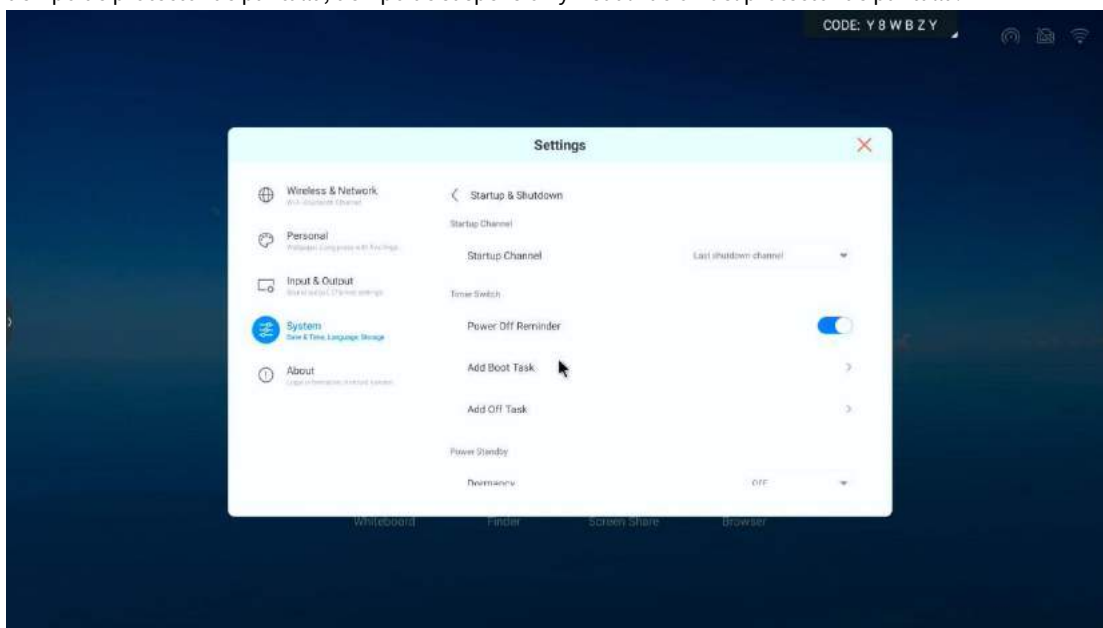 CODE: Y 8 W B Z Y
Settings
Wireless & Network
Startup & Shutdown
Startup Channel
Personal
Startup Channel
Last shutdown channel
Input & Output
Timer Switch
System
Date & Time, Language, Storage
Power Off Reminder
About
Add Boot Task
Add Off Task
Power Standby
Dormancy
OFF
Whiteboard
Finder
Screen Share
Browser